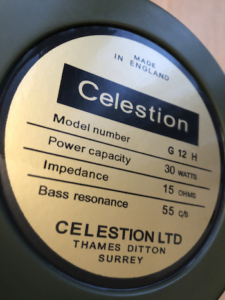 MADE
IN ENGLAND
Celestion
Model number G 12 H
Power capacity 30 WATTS
Impedance 15 OHMS
Bass resonance 55 C/S
CELESTION LTD
THAMES DITTON
SURREY